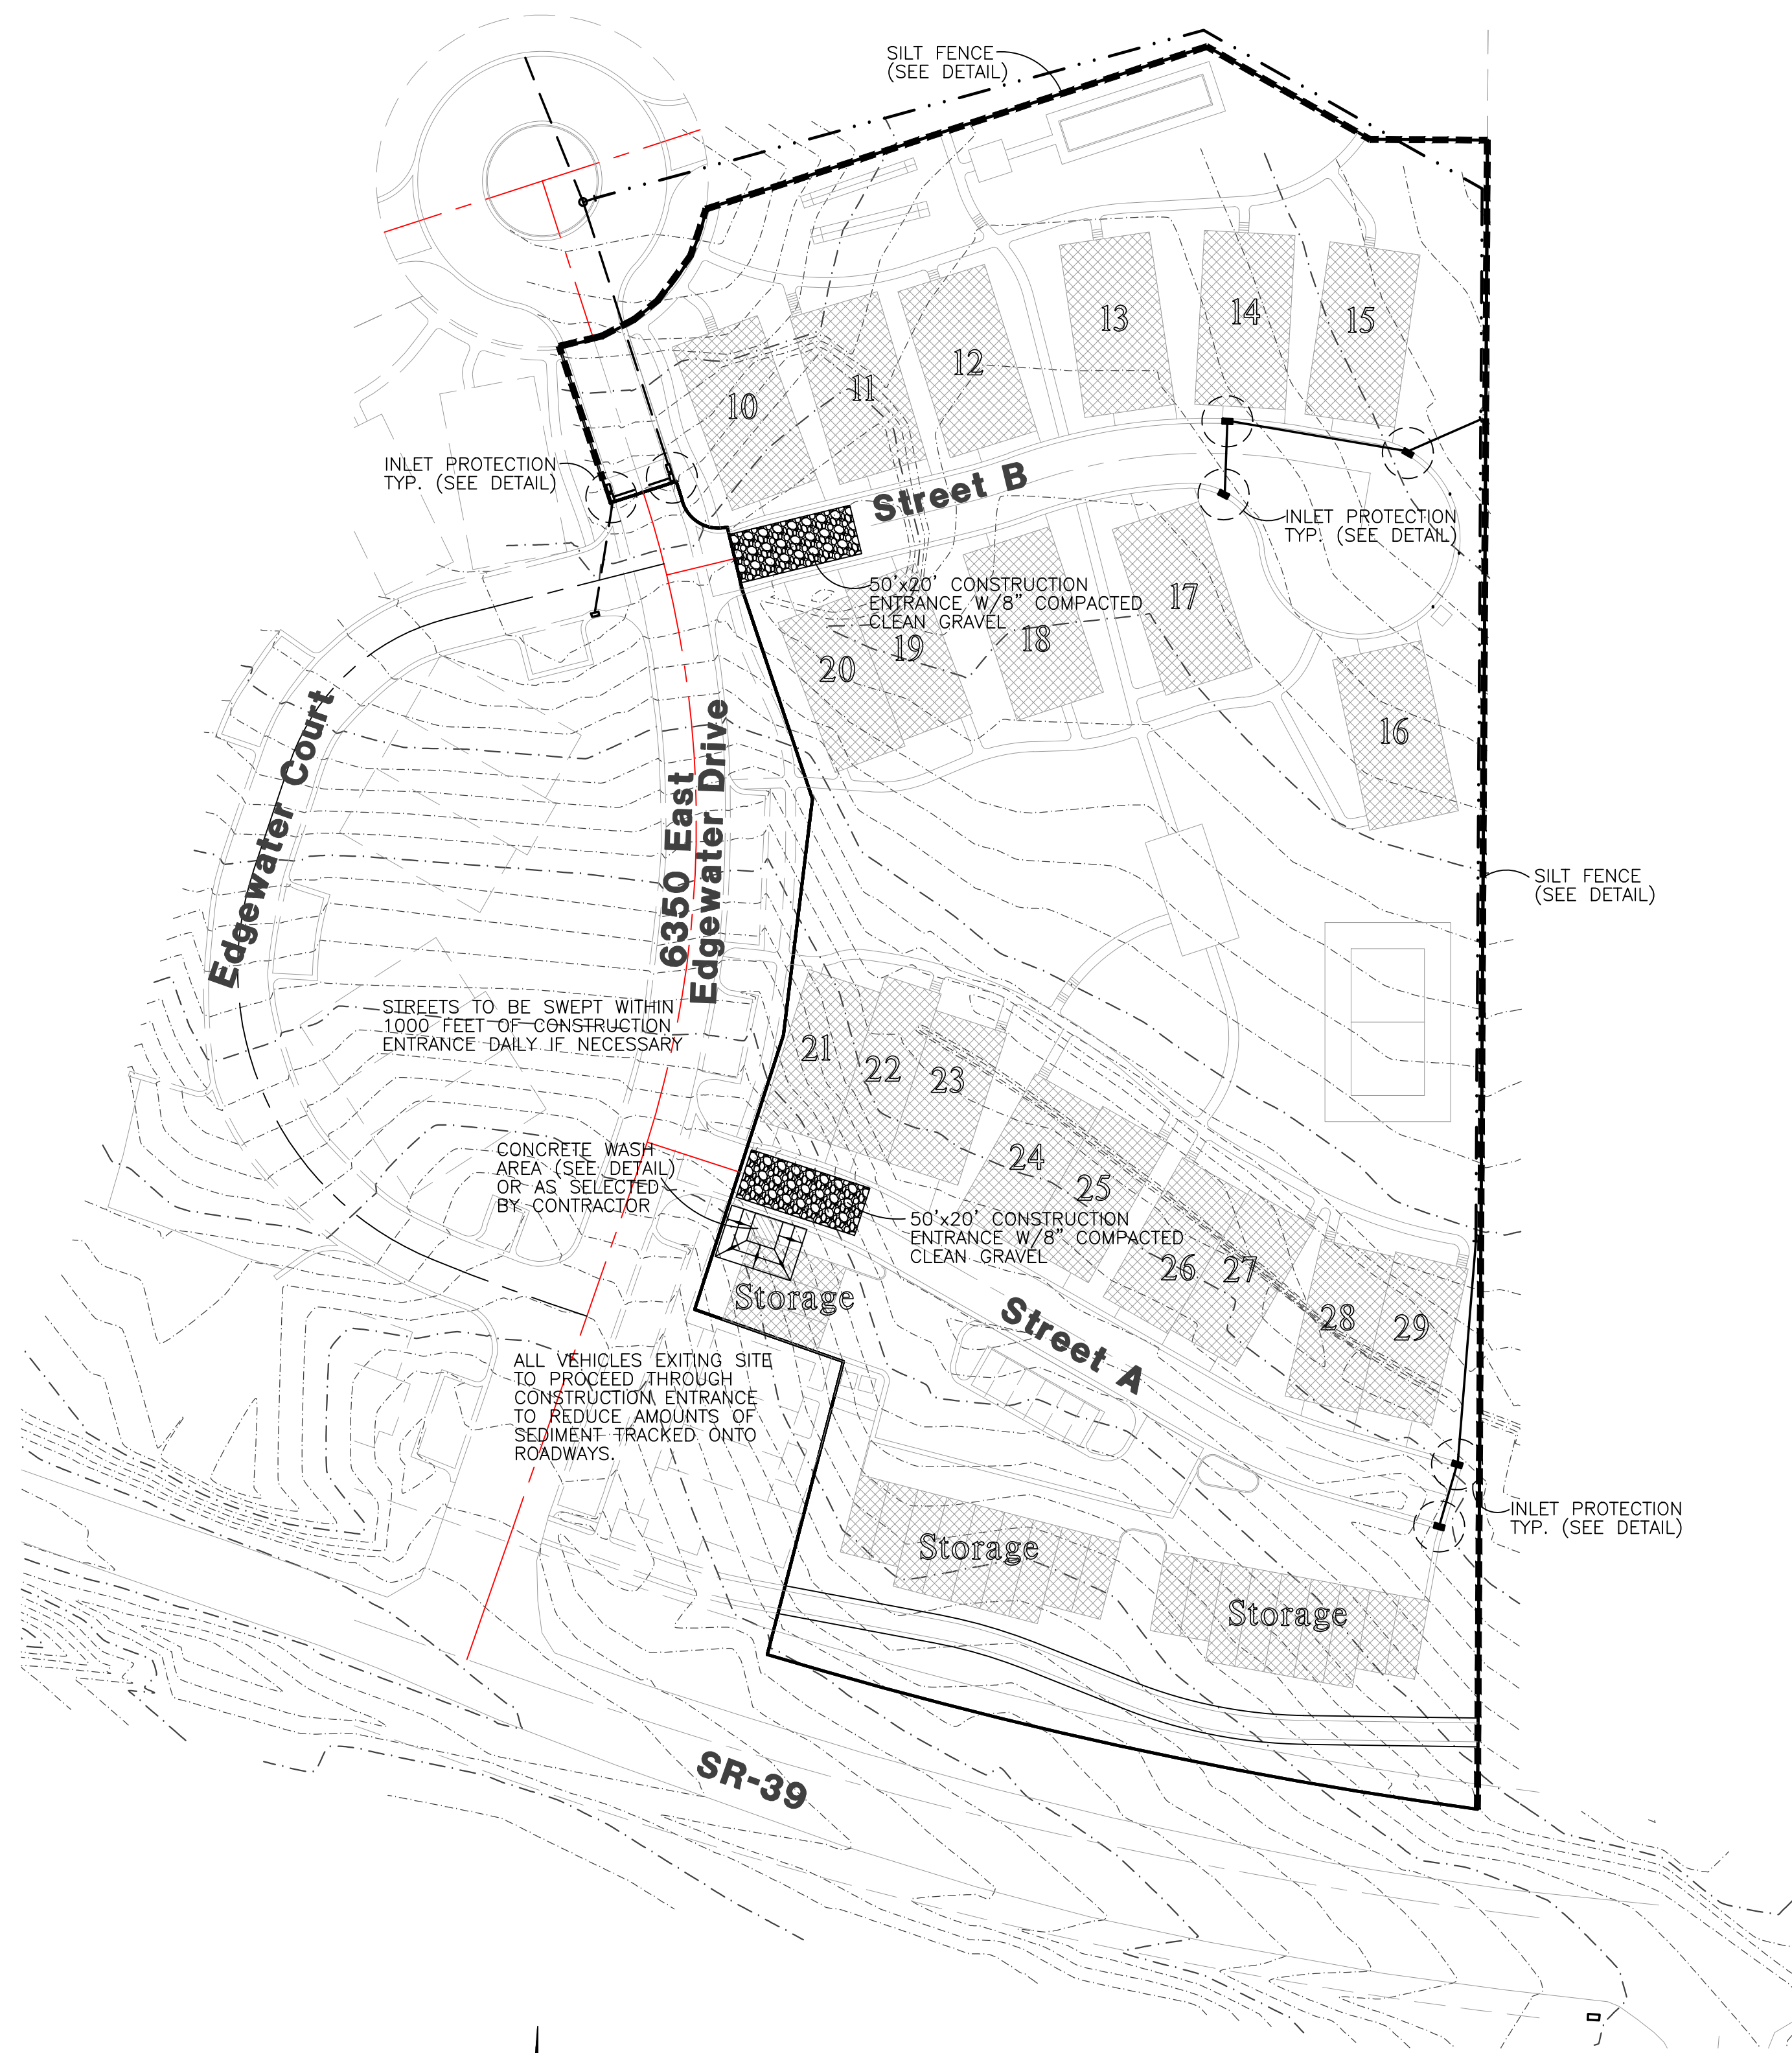 SILT FENCE
(SEE DETAIL)
13
14
15
12
11
10
INLET PROTECTION
TYP. (SEE DETAIL)
Street B
INLET PROTECTION
TYP. (SEE DETAIL)
50'x20' CONSTRUCTION
ENTRANCE W/8" COMPACTED
CLEAN GRAVEL
17
18
19
20
16
Edgewater Court
6350 East
Edgewater Drive
SILT FENCE
(SEE DETAIL)
STREETS TO BE SWEPT WITHIN
1000 FEET OF CONSTRUCTION
ENTRANCE DAILY IF NECESSARY
21
22
23
24
25
26
27
28
29
CONCRETE WASH
AREA (SEE DETAIL)
OR AS SELECTED
BY CONTRACTOR
50'x20' CONSTRUCTION
ENTRANCE W/8" COMPACTED
CLEAN GRAVEL
Storage
Street A
ALL VEHICLES EXITING SITE
TO PROCEED THROUGH
CONSTRUCTION ENTRANCE
TO REDUCE AMOUNTS OF
SEDIMENT TRACKED ONTO
ROADWAYS.
INLET PROTECTION
TYP. (SEE DETAIL)
Storage
Storage
SR-39